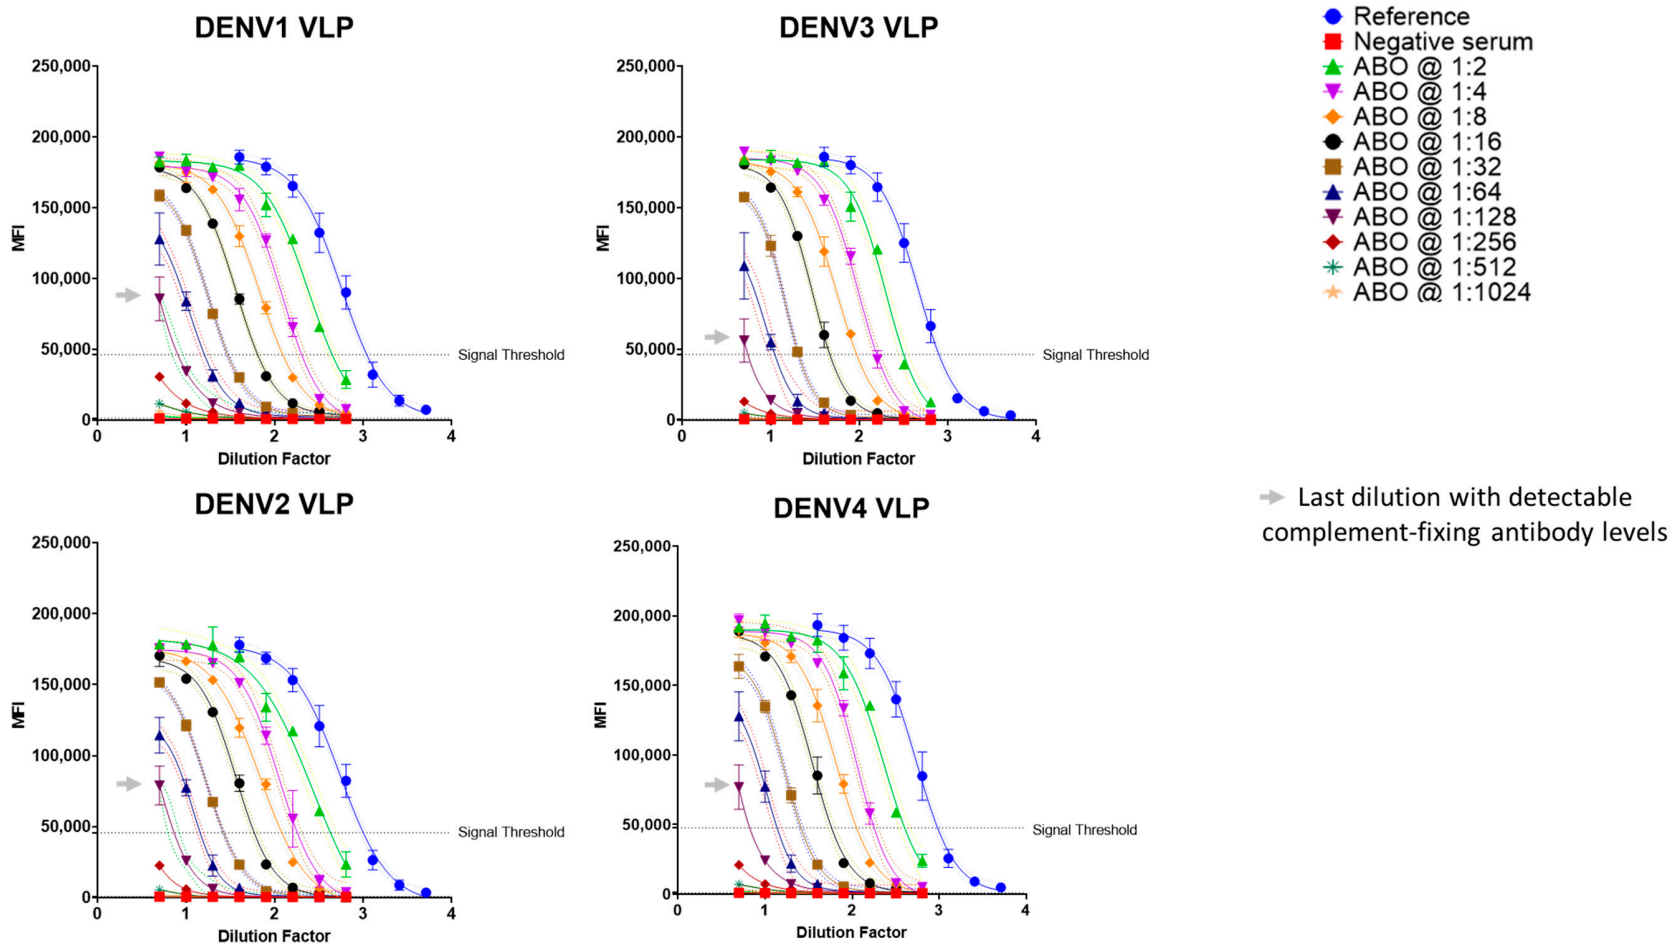 DENV1 VLP
250,000
200,000
150,000
100,000
50,000
0
MFI
Signal Threshold
0 1 2 3 4
Dilution Factor
DENV3 VLP
250,000
200,000
150,000
100,000
50,000
0
MFI
Signal Threshold
0 1 2 3 4
Dilution Factor
Reference
Negative serum
ABO @ 1:2
ABO @ 1:4
ABO @ 1:8
ABO @ 1:16
ABO @ 1:32
ABO @ 1:64
ABO @ 1:128
ABO @ 1:256
ABO @ 1:512
ABO @ 1:1024
DENV2 VLP
250,000
200,000
150,000
100,000
50,000
0
MFI
Signal Threshold
0 1 2 3 4
Dilution Factor
DENV4 VLP
250,000
200,000
150,000
100,000
50,000
0
MFI
Signal Threshold
0 1 2 3 4
Dilution Factor
Last dilution with detectable
complement-fixing antibody levels